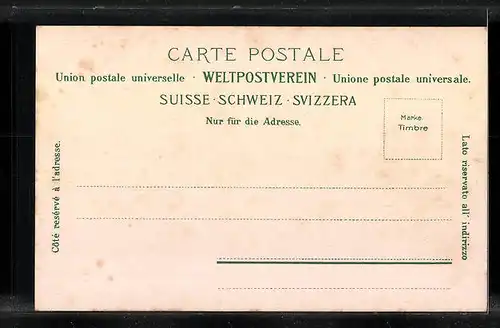 CARTE POSTALE
Union postale universelle · WELTPOSTVEREIN · Unione postale universale.
SUISSE · SCHWEIZ · SVIZZERA
Nur für die Adresse.
Marke
Timbre
Côté resérvé à l'adresse.
Lato riservato all' indirizzo